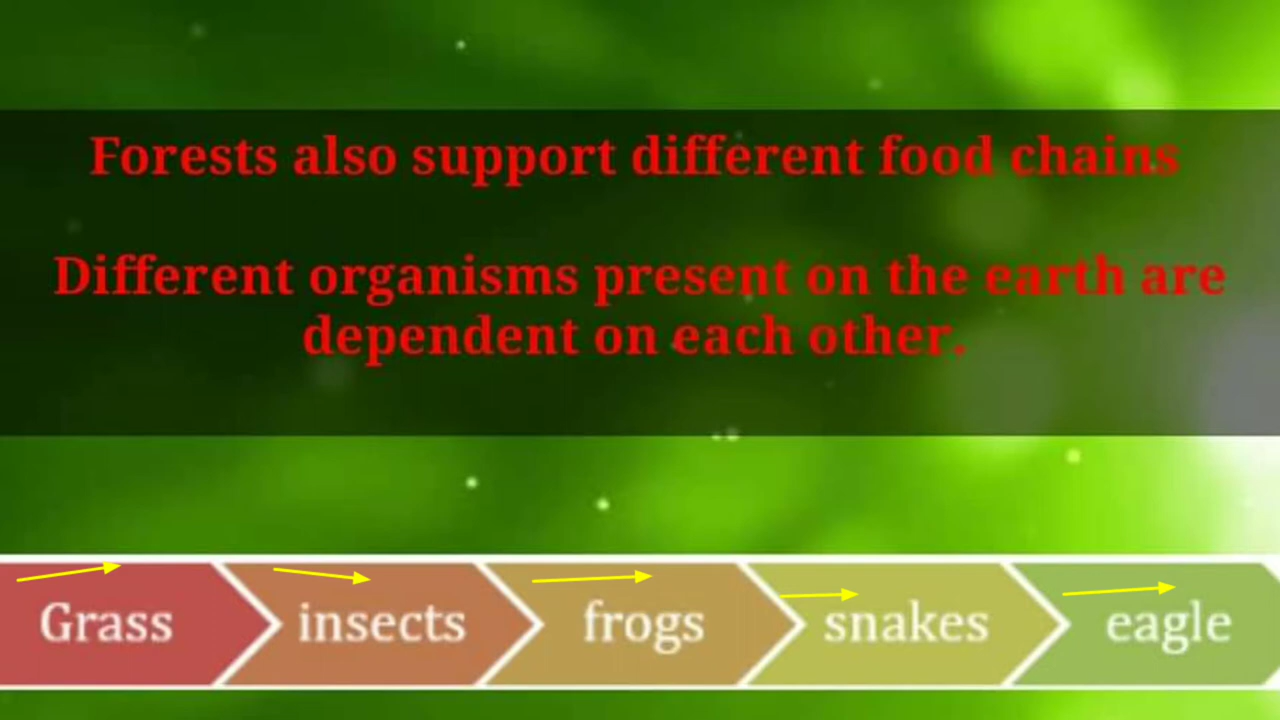 Forests also support different food chains
Different organisms present on the earth are
dependent on each other.
Grass insects frogs snakes eagle